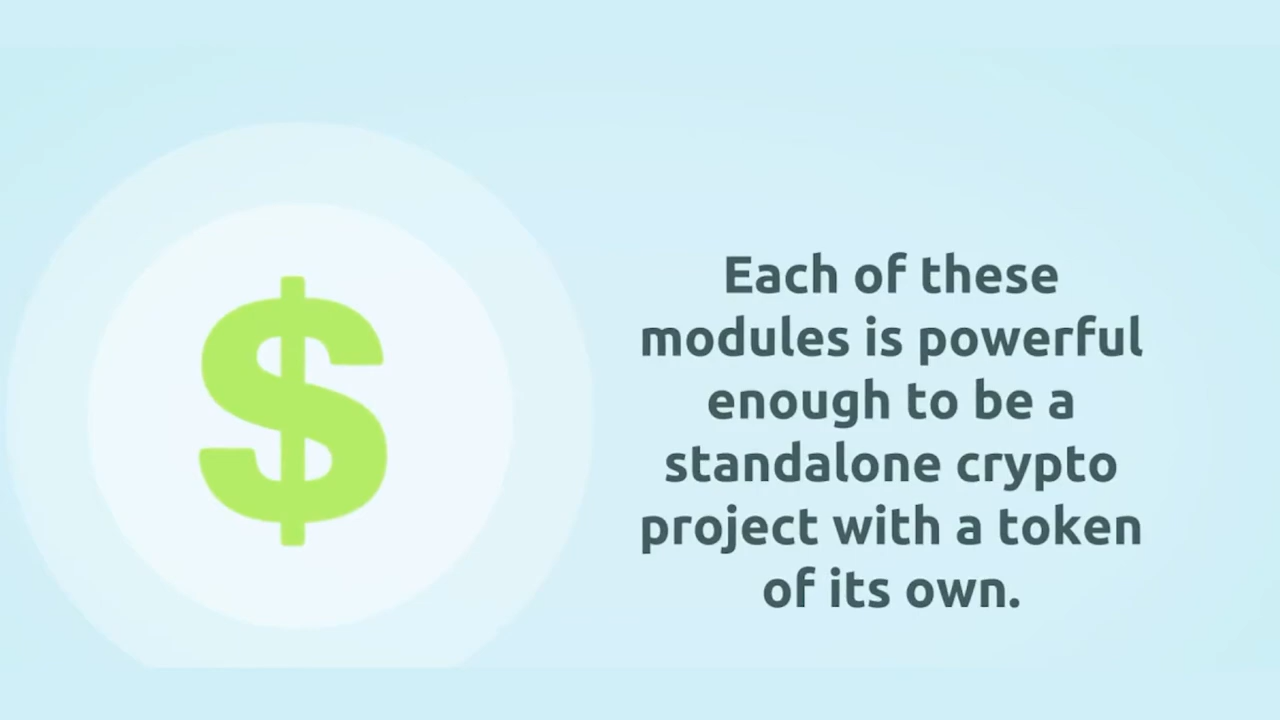 $
Each of these
modules is powerful
enough to be a
standalone crypto
project with a token
of its own.